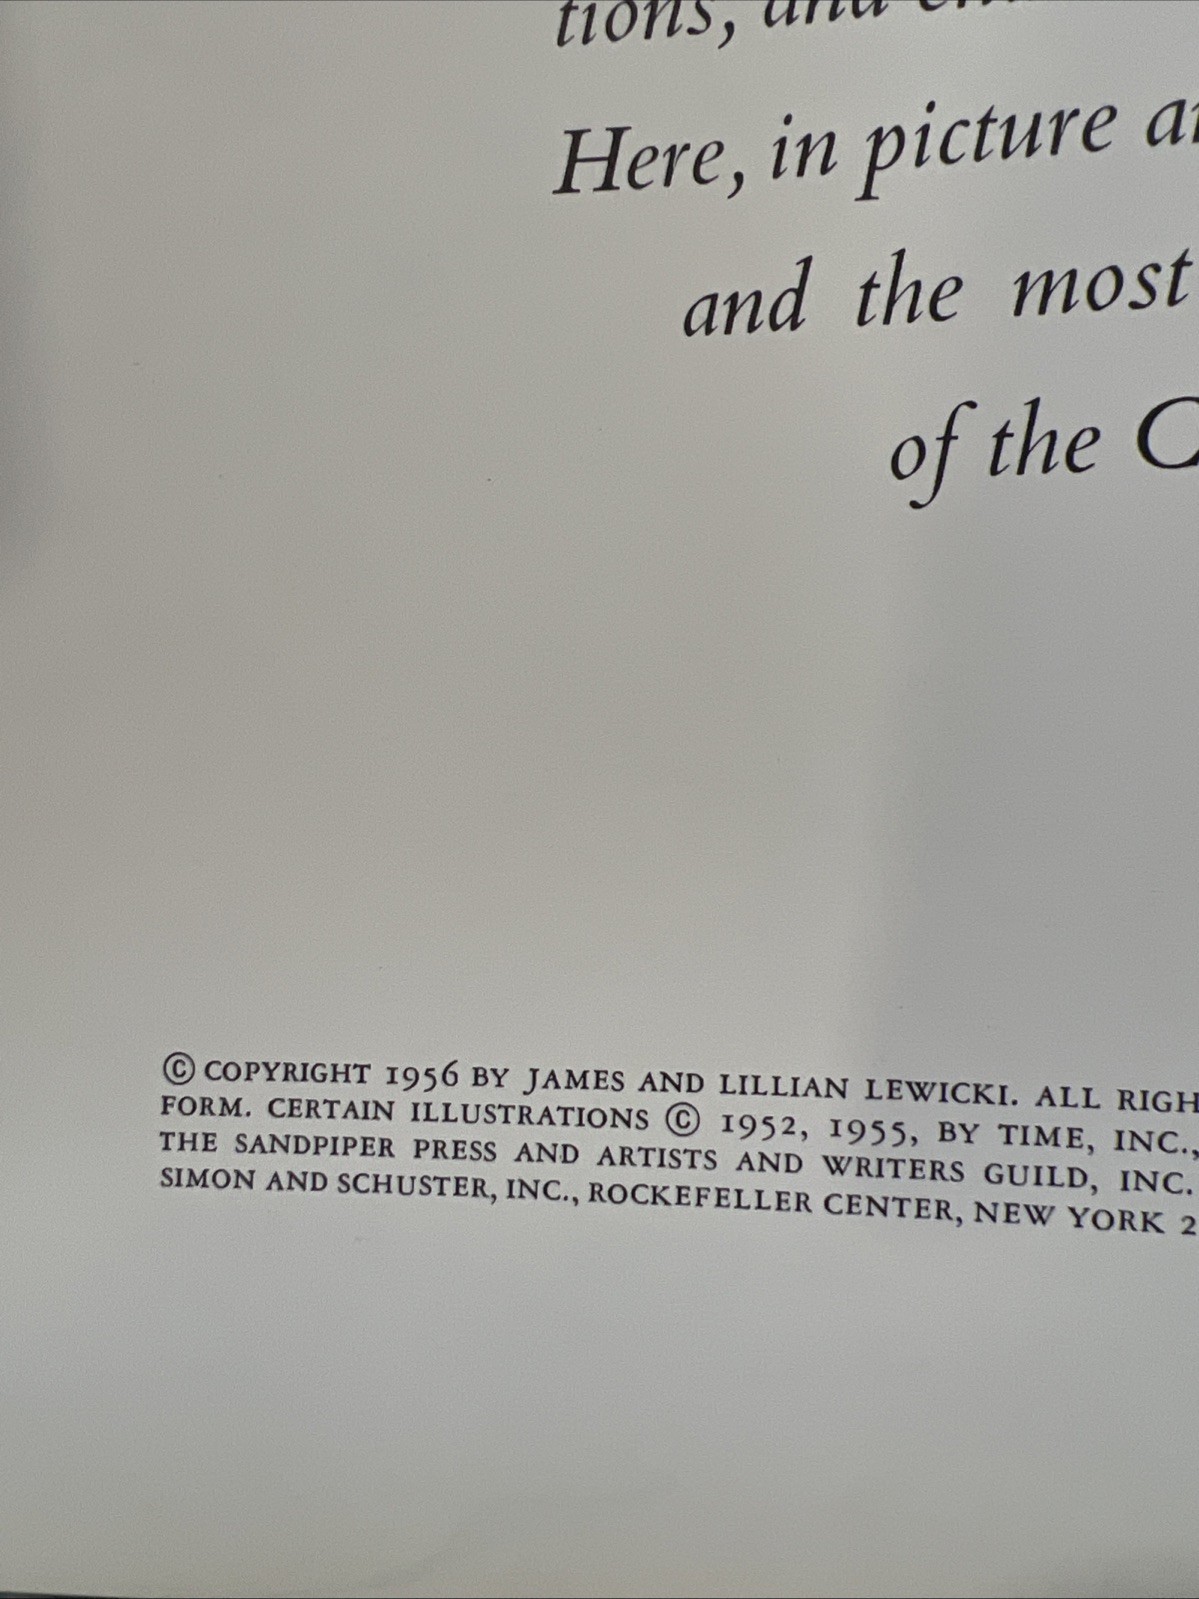 tions, and
Here, in picture
and the most
of the
© COPYRIGHT 1956 BY JAMES AND LILLIAN LEWICKI. ALL RIGH
FORM. CERTAIN ILLUSTRATIONS © 1952, 1955, BY TIME, INC.,
THE SANDPIPER PRESS AND ARTISTS AND WRITERS GUILD, INC.
SIMON AND SCHUSTER, INC., ROCKEFELLER CENTER, NEW YORK 2